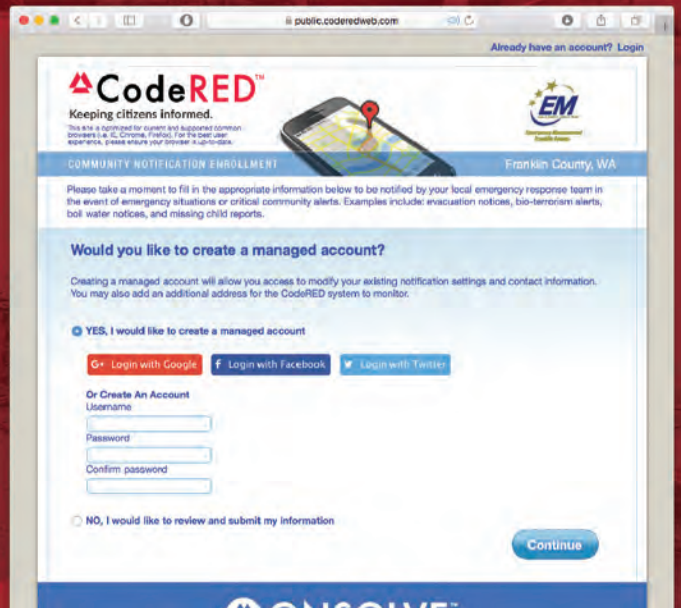 public.coderedweb.com
Already have an account? Login
CodeRED™
Keeping citizens informed.
This site is optimized for current and supported common
browsers (i.e. IE, Chrome, Firefox). For the best user
experience, please ensure your browser is up-to-date.
EM
Emergency Management
Franklin County
COMMUNITY NOTIFICATION ENROLLMENT
Franklin County, WA
Please take a moment to fill in the appropriate information below to be notified by your local emergency response team in
the event of emergency situations or critical community alerts. Examples include: evacuation notices, bio-terrorism alerts,
boil water notices, and missing child reports.
Would you like to create a managed account?
Creating a managed account will allow you access to modify your existing notification settings and contact information.
You may also add an additional address for the CodeRED system to monitor.
YES, I would like to create a managed account
G+ Login with Google
f Login with Facebook
Login with Twitter
Or Create An Account
Username
Password
Confirm password
NO, I would like to review and submit my information
Continue
ONSOLVE™